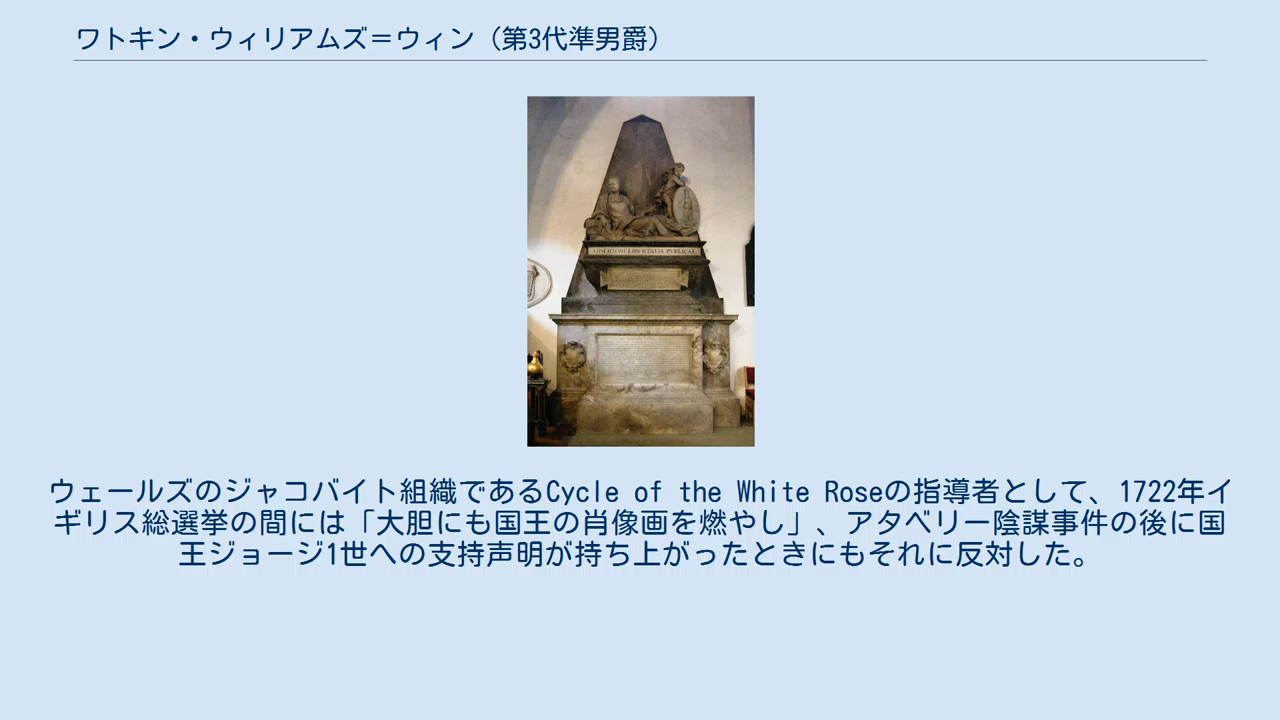 ワトキン・ウィリアムズ＝ウィン（第3代準男爵）
LIBERTATIS PUBLICAE
ウェールズのジャコバイト組織であるCycle of the White Roseの指導者として、1722年イ
ギリス総選挙の間には「大胆にも国王の肖像画を燃やし」、アタベリー陰謀事件の後に国
王ジョージ1世への支持声明が持ち上がったときにもそれに反対した。